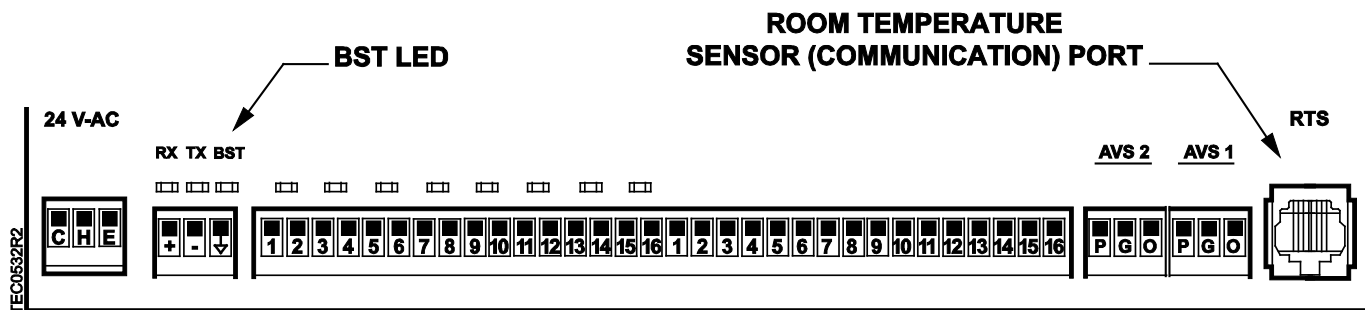 ROOM TEMPERATURE
SENSOR (COMMUNICATION) PORT
BST LED
24 V-AC
RTS
RX TX BST
AVS 2 AVS 1
C H E
+ -
1 2 3 4 5 6 7 8 9 10 11 12 13 14 15 16 1 2 3 4 5 6 7 8 9 10 11 12 13 14 15 16
P G O P G O
TEC0532R2